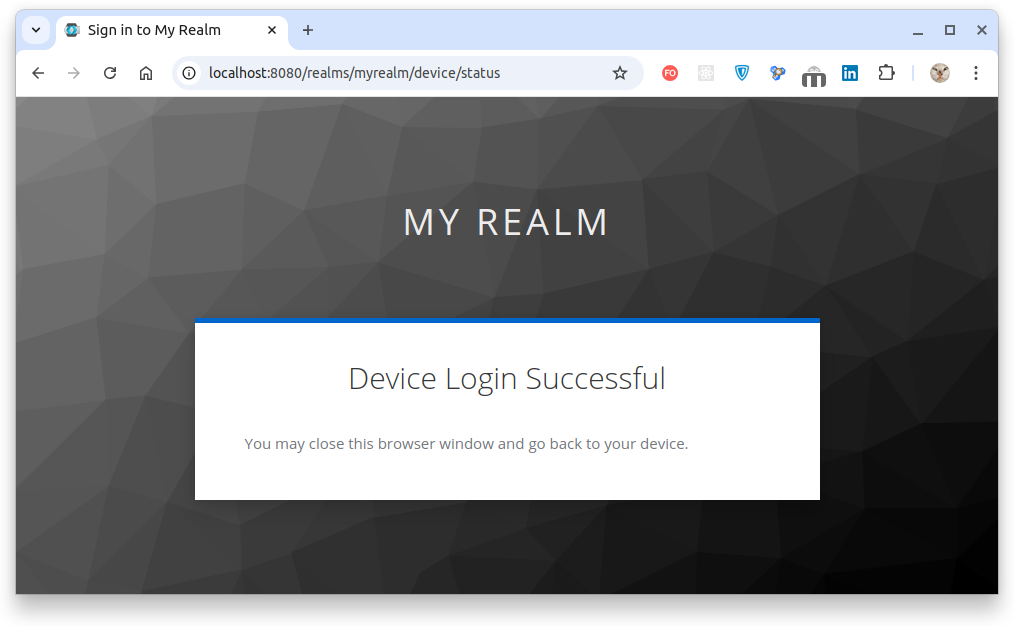 Sign in to My Realm
localhost:8080/realms/myrealm/device/status
FO
in
MY REALM
Device Login Successful
You may close this browser window and go back to your device.